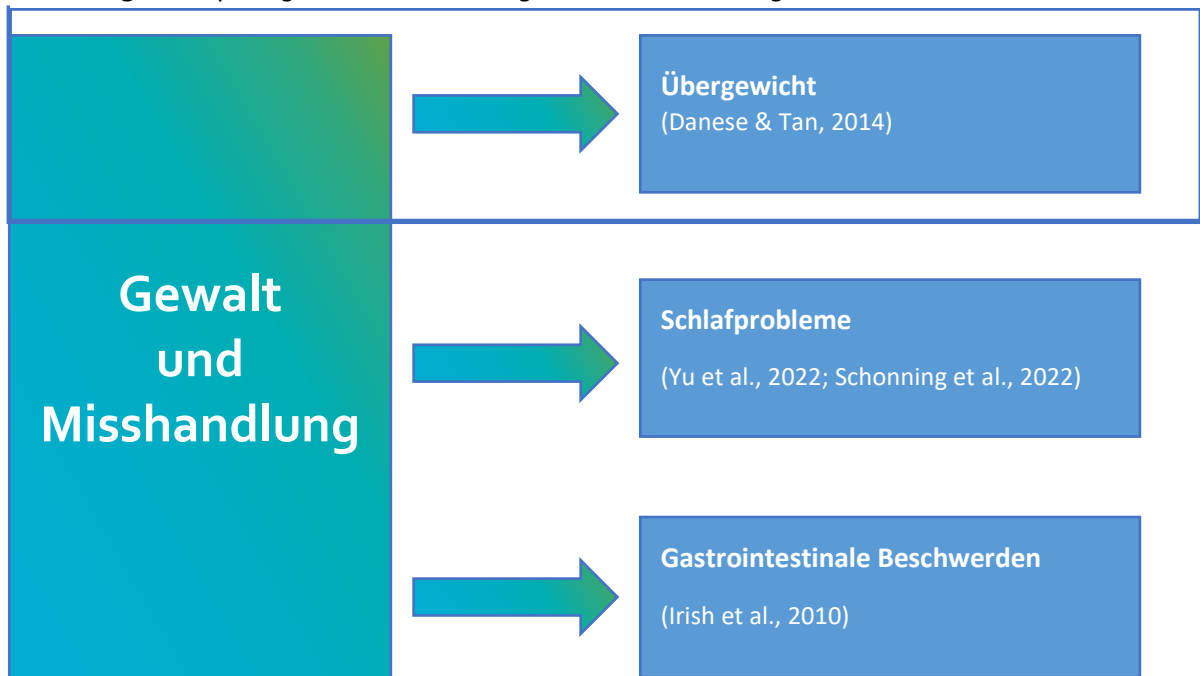 Gewalt
und
Misshandlung
Übergewicht
(Danese & Tan, 2014)
Schlafprobleme
(Yu et al., 2022; Schonning et al., 2022)
Gastrointestinale Beschwerden
(Irish et al., 2010)